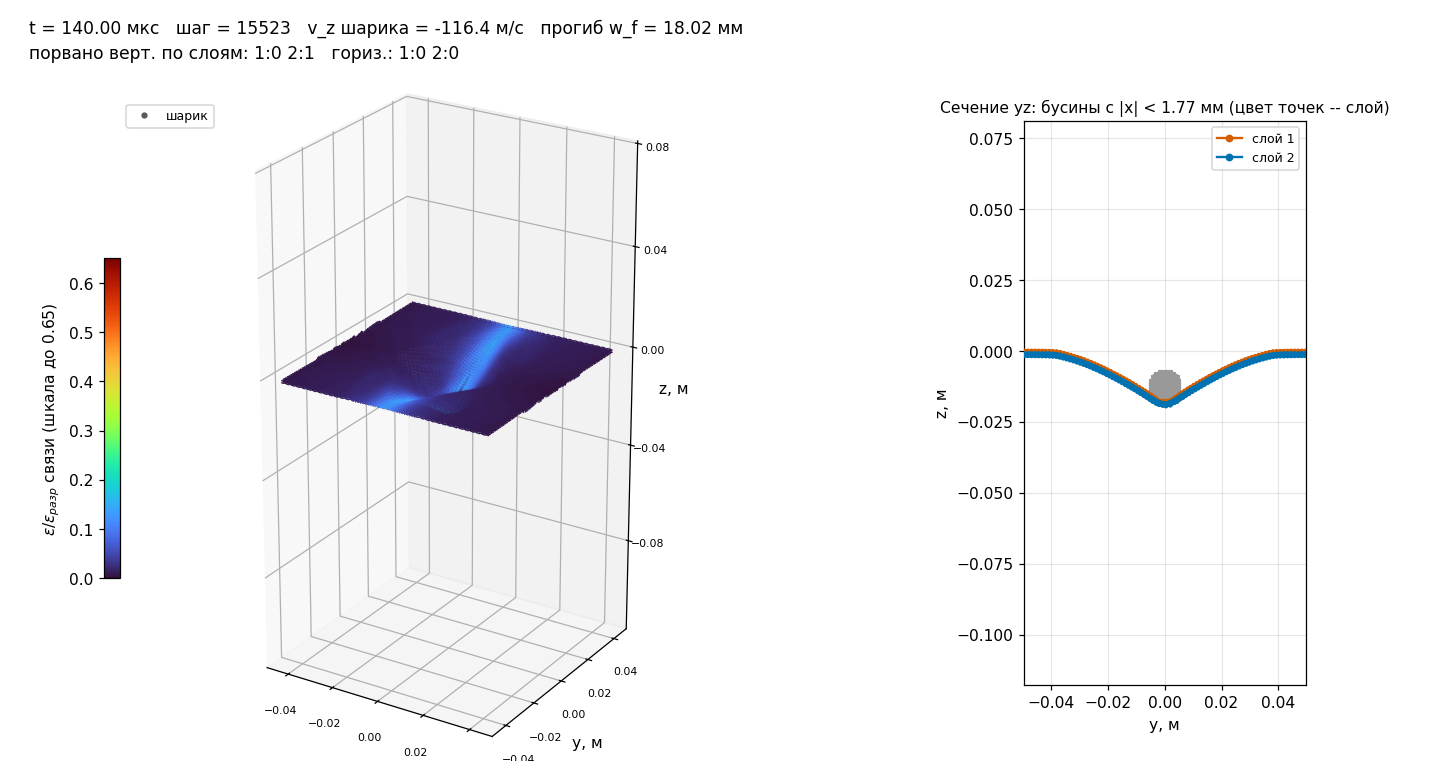 t = 140.00 мкс   шаг = 15523   v_z шарика = -116.4 м/с   прогиб w_f = 18.02 мм
порвано верт. по слоям: 1:0 2:1   гориз.: 1:0 2:0
шарик
0.6
0.5
0.4
0.3
0.2
0.1
0.0
ε/ε_разр связи (шкала до 0.65)
0.08
0.04
0.00
−0.04
−0.08
z, м
−0.04
−0.02
0.00
0.02
0.04
0.02
0.00
−0.02
−0.04
y, м
Сечение yz: бусины с |x| < 1.77 мм (цвет точек -- слой)
слой 1
слой 2
0.075
0.050
0.025
0.000
−0.025
−0.050
−0.075
−0.100
z, м
−0.04 −0.02 0.00 0.02 0.04
y, м